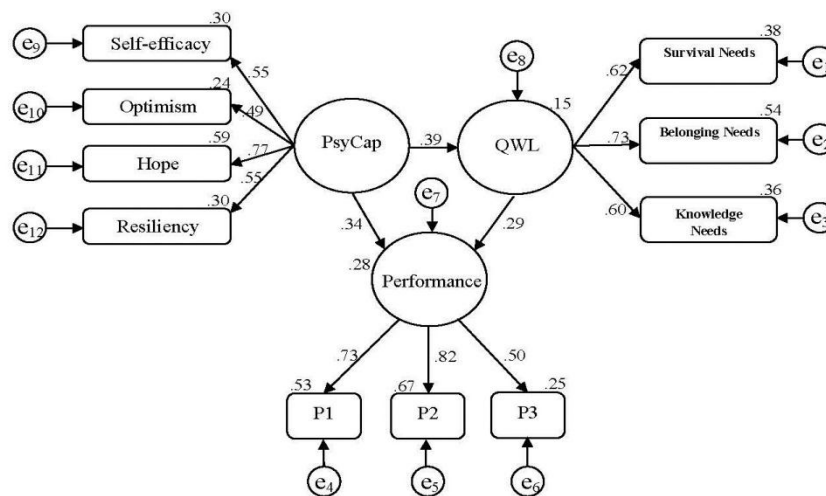 .30
e9
Self-efficacy
.55
.24
e10
Optimism
.49
.59
e11
Hope
.77
.55
.30
e12
Resiliency
PsyCap
.39
e8
.15
QWL
.38
.62
Survival Needs
.54
.73
Belonging Needs
.36
.60
Knowledge
Needs
e3
.34
e7
.29
.28
Performance
.73
.82
.50
.53
P1
.67
P2
.25
P3
e4
e5
e6